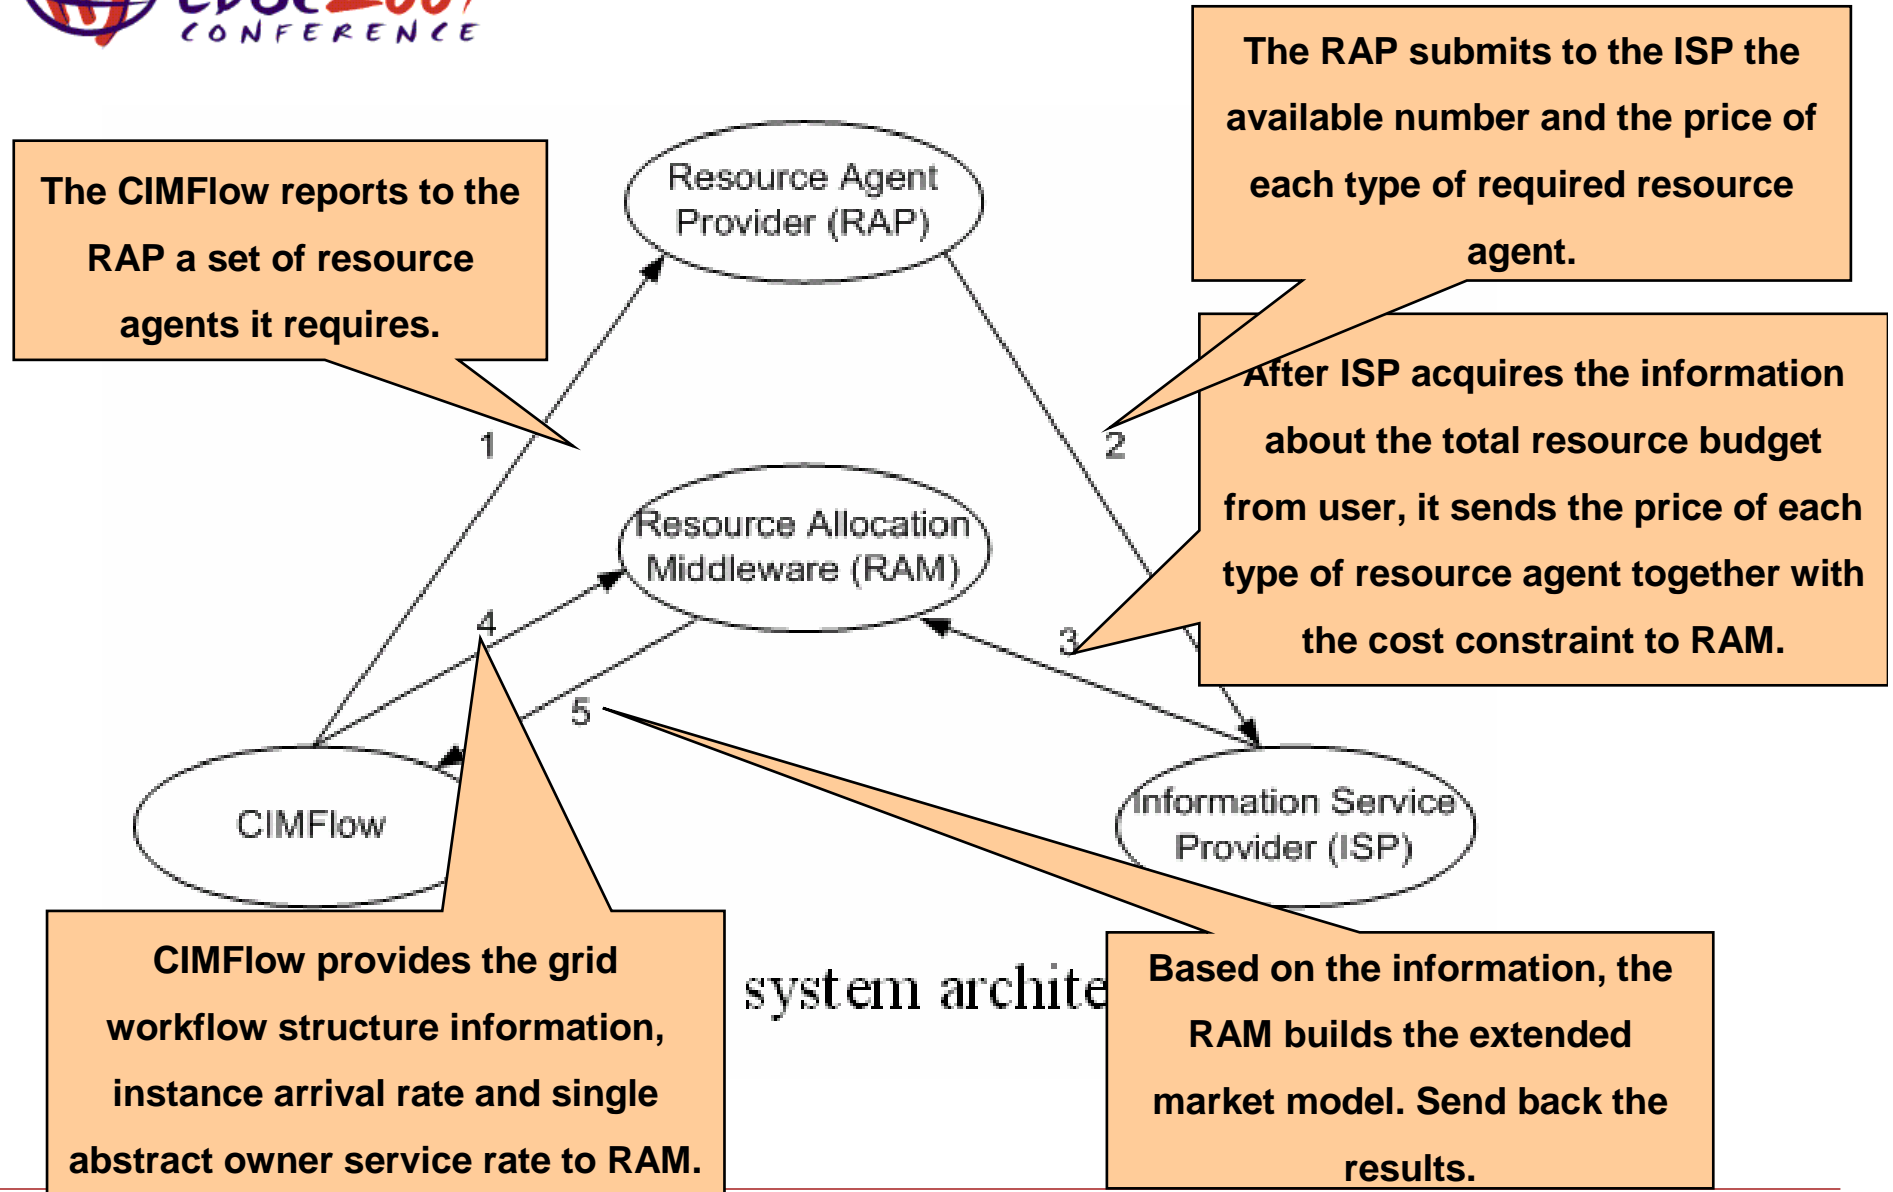 CONFERENCE
The RAP submits to the ISP the
available number and the price of
each type of required resource
agent.
The CIMFlow reports to the
RAP a set of resource
agents it requires.
Resource Agent
Provider (RAP)
After ISP acquires the information
about the total resource budget
from user, it sends the price of each
type of resource agent together with
the cost constraint to RAM.
1
2
Resource Allocation
Middleware (RAM)
4
3
5
CIMFlow
Information Service
Provider (ISP)
CIMFlow provides the grid
workflow structure information,
instance arrival rate and single
abstract owner service rate to RAM.
system archite
Based on the information, the
RAM builds the extended
market model. Send back the
results.